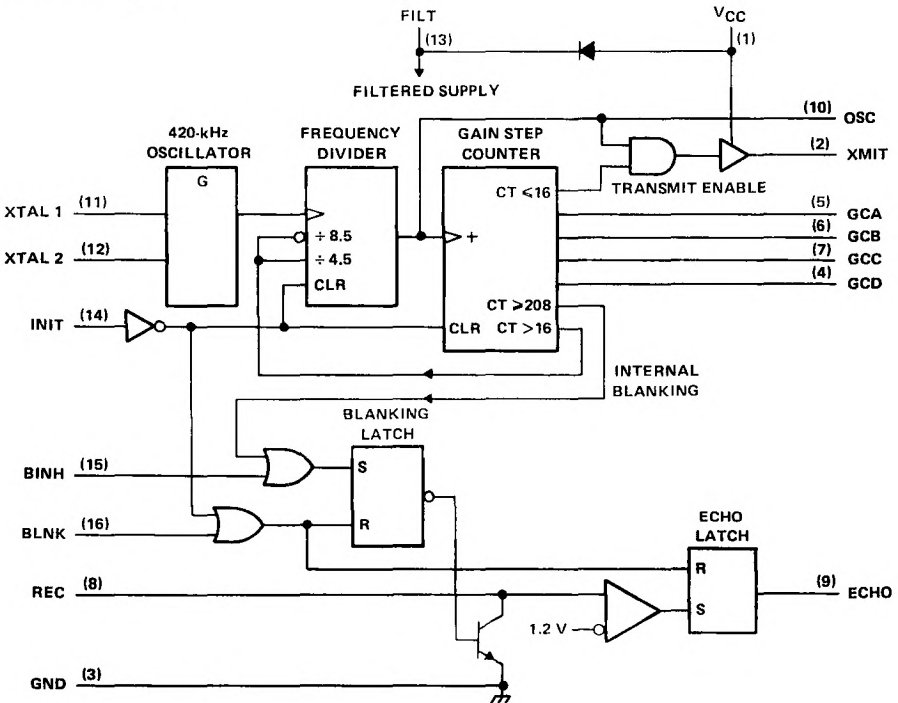 FILT
VCC
(13)
(1)
FILTERED SUPPLY
(10) OSC
420-kHz OSCILLATOR
FREQUENCY DIVIDER
GAIN STEP COUNTER
G
(2) XMIT
CT ≤16
TRANSMIT ENABLE
XTAL 1 (11)
(5) GCA
+
÷ 8.5
(6) GCB
XTAL 2 (12)
÷ 4.5
(7) GCC
CLR
(4) GCD
CT ≥208
INIT (14)
CLR
CT >16
INTERNAL BLANKING
BLANKING LATCH
BINH (15)
S
BLNK (16)
R
ECHO LATCH
R
REC (8)
(9) ECHO
S
1.2 V
GND (3)